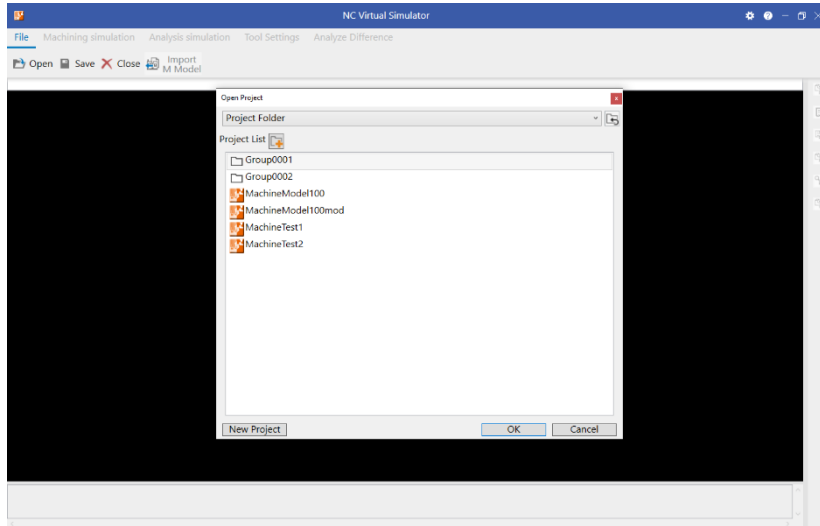 NC Virtual Simulator
File Machining simulation Analysis simulation Tool Settings Analyze Difference
Open Save Close Import
M Model
Open Project
Project Folder
Project List
Group0001
Group0002
MachineModel100
MachineModel100mod
MachineTest1
MachineTest2
New Project OK Cancel